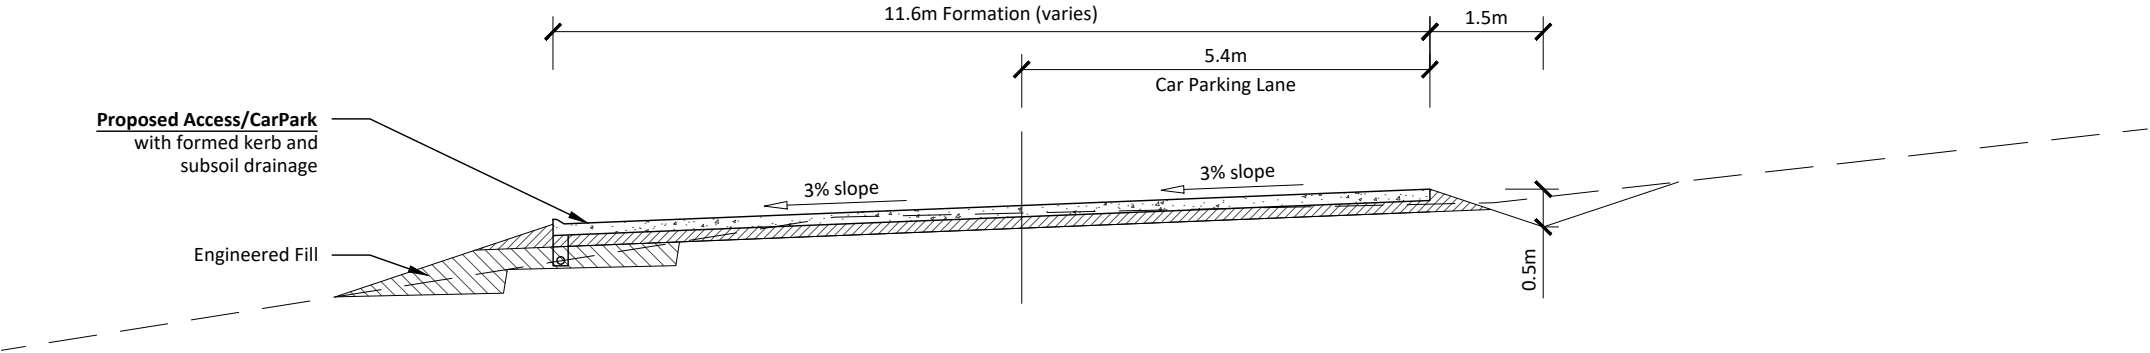 11.6m Formation (varies)
1.5m
5.4m
Car Parking Lane
Proposed Access/CarPark
with formed kerb and
subsoil drainage
3% slope
3% slope
Engineered Fill
0.5m